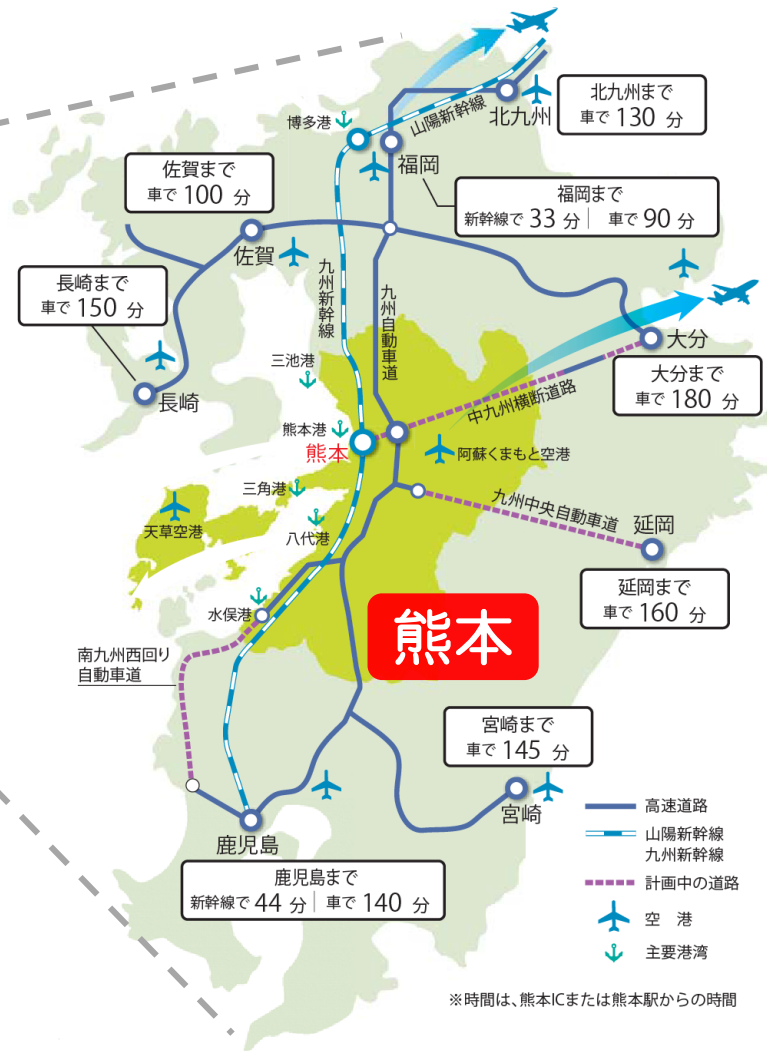 北九州まで
車で 130 分
北九州
山陽新幹線
博多港
福岡
佐賀まで
車で 100 分
福岡まで
新幹線で 33 分 | 車で 90 分
佐賀
長崎まで
車で 150 分
九州新幹線
九州自動車道
大分
三池港
大分まで
車で 180 分
長崎
中九州横断道路
熊本港
熊本
阿蘇くまもと空港
三角港
九州中央自動車道
延岡
天草空港
八代港
延岡まで
車で 160 分
水俣港
熊本
南九州西回り
自動車道
宮崎まで
車で 145 分
宮崎
鹿児島
鹿児島まで
新幹線で 44 分 | 車で 140 分
高速道路
山陽新幹線
九州新幹線
計画中の道路
空 港
主要港湾
※時間は、熊本ICまたは熊本駅からの時間